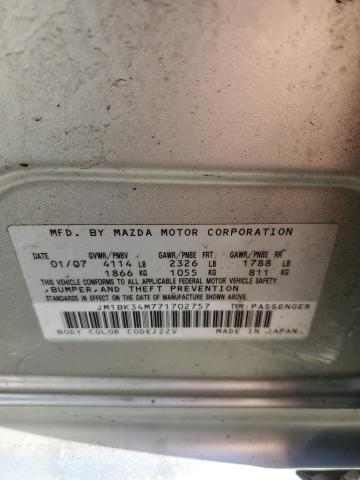 MFD. BY MAZDA MOTOR CORPORATION
GVWR/PNBV GAWR/PNBE FRT GAWR/PNBE RR
01/07 4114 LB 2326 LB 1788 LB
1866 KG 1055 KG 811 KG
THIS VEHICLE CONFORMS TO ALL APPLICABLE FEDERAL MOTOR VEHICLE SAFETY,
BUMPER, AND THEFT PREVENTION
STANDARDS IN EFFECT ON THE DATE OF MANUFACTURE SHOWN ABOVE.
JM1BK34M771702757 TYPE: PASSENGER
BODY COLOR CODE: 22V MADE IN JAPAN